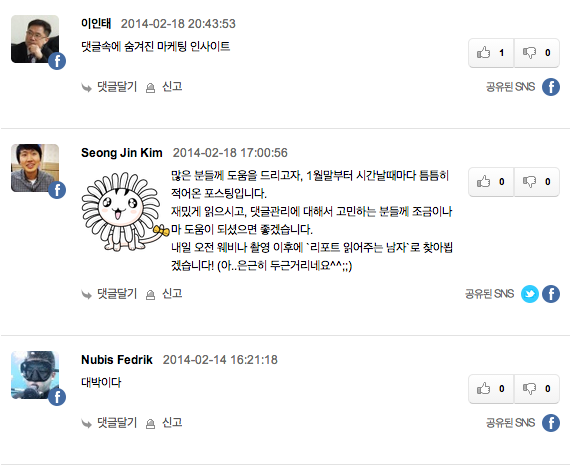 이인태 2014-02-18 20:43:53
댓글속에 숨겨진 마케팅 인사이트
1 0
댓글달기 신고 공유된 SNS
Seong Jin Kim 2014-02-18 17:00:56
많은 분들께 도움을 드리고자, 1월말부터 시간날때마다 틈틈히
적어온 포스팅입니다.
재밌게 읽으시고, 댓글관리에 대해서 고민하는 분들께 조금이나
마 도움이 되셨으면 좋겠습니다.
내일 오전 웨비나 촬영 이후에 `리포트 읽어주는 남자`로 찾아뵙
겠습니다! (아..은근히 두근거리네요^^;;)
0 0
댓글달기 신고 공유된 SNS
Nubis Fedrik 2014-02-14 16:21:18
대박이다
0 0
댓글달기 신고 공유된 SNS